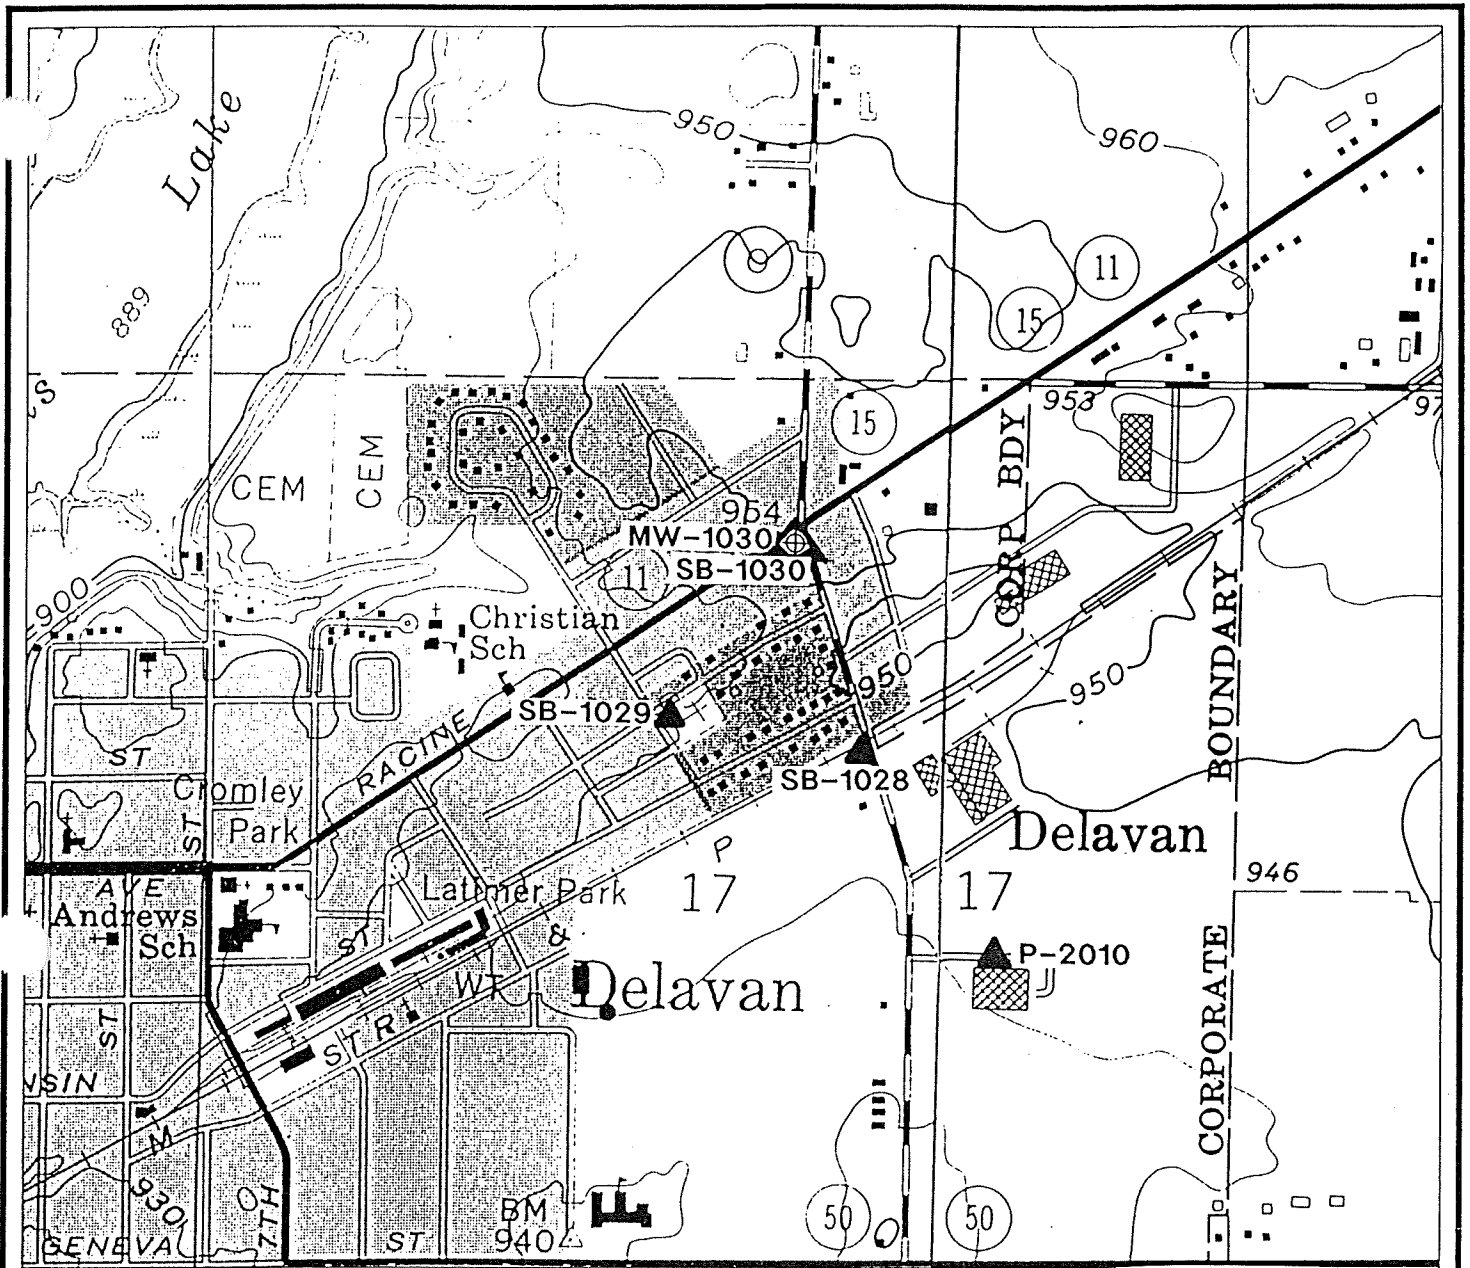 Lake
950
960
889
11
15
S
953
97
15
CORP BDY
CEM
CEM
964
MW-1030
SB-1030
11
900
Christian
Sch
950
950
SB-1029
RACINE
ST
SB-1028
BOUNDARY
Cromley
Park
ST
Delavan
P
17
17
946
AVE
Latimer Park
Andrews
Sch
ST
&
P-2010
WT
Delavan
CORPORATE
ST
STR
NSIN
M
930
7TH
BM
940
50
50
GENEVA
ST